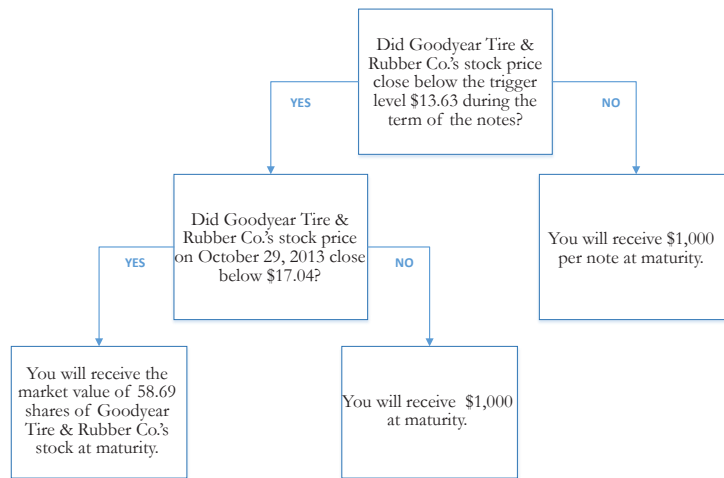 Did Goodyear Tire &
Rubber Co.'s stock price
close below the trigger
level $13.63 during the
term of the notes?
YES
NO
Did Goodyear Tire &
Rubber Co.'s stock price
on October 29, 2013 close
below $17.04?
You will receive $1,000
per note at maturity.
YES
NO
You will receive the
market value of 58.69
shares of Goodyear
Tire & Rubber Co.'s
stock at maturity.
You will receive $1,000
at maturity.